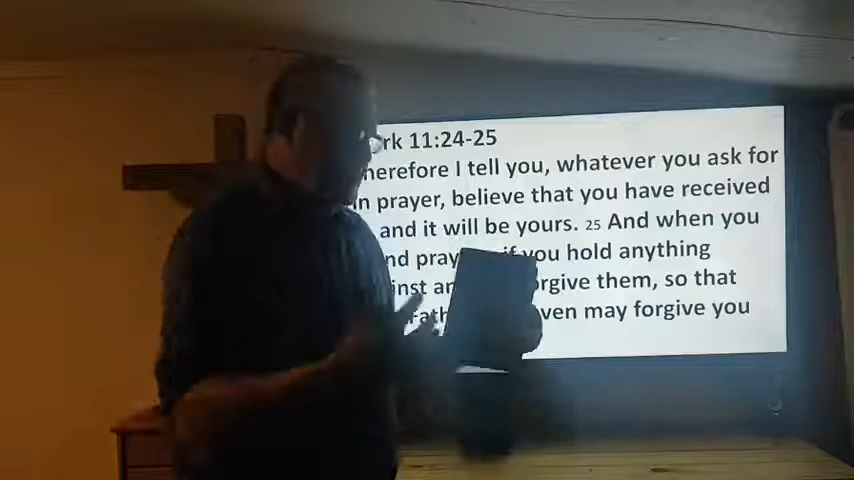 rk 11:24-25
herefore I tell you, whatever you ask for
in prayer, believe that you have received
and it will be yours. 25 And when you
nd pray if you hold anything
inst an orgive them, so that
Fath ven may forgive you